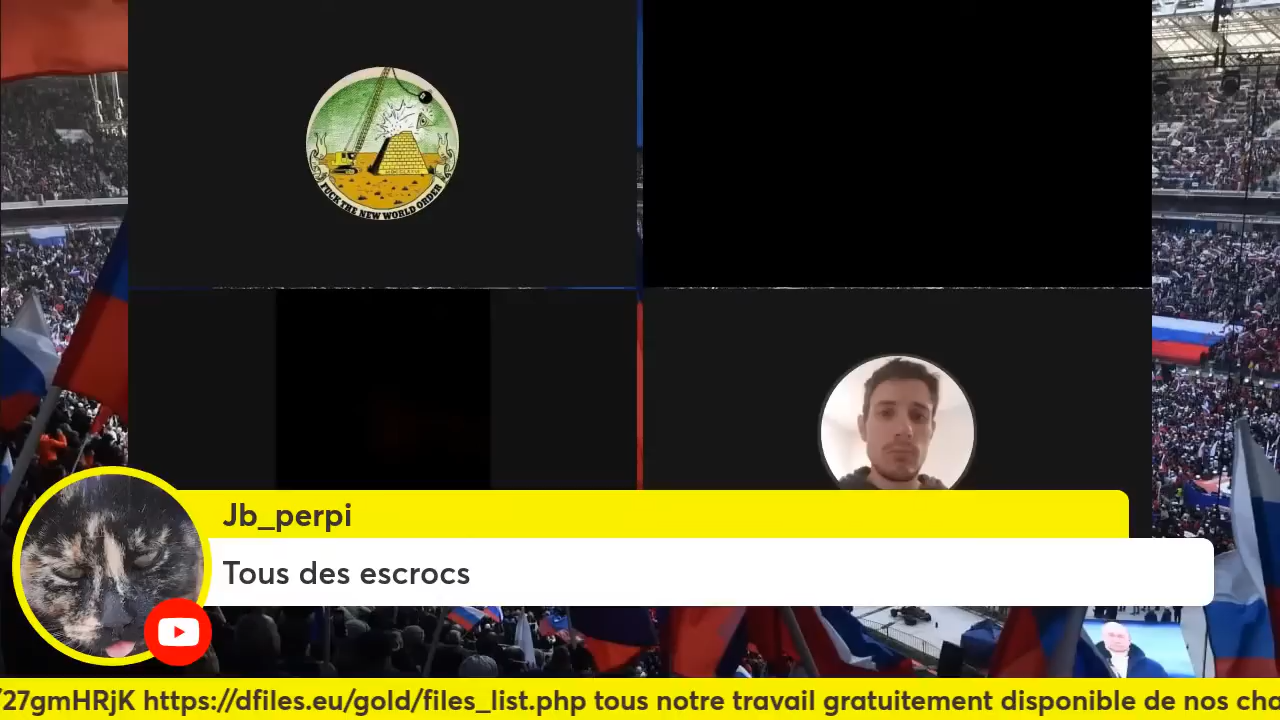 FUCK THE NEW WORLD ORDER
Jb_perpi
Tous des escrocs
/27gmHRjK https://dfiles.eu/gold/files_list.php tous notre travail gratuitement disponible de nos cha